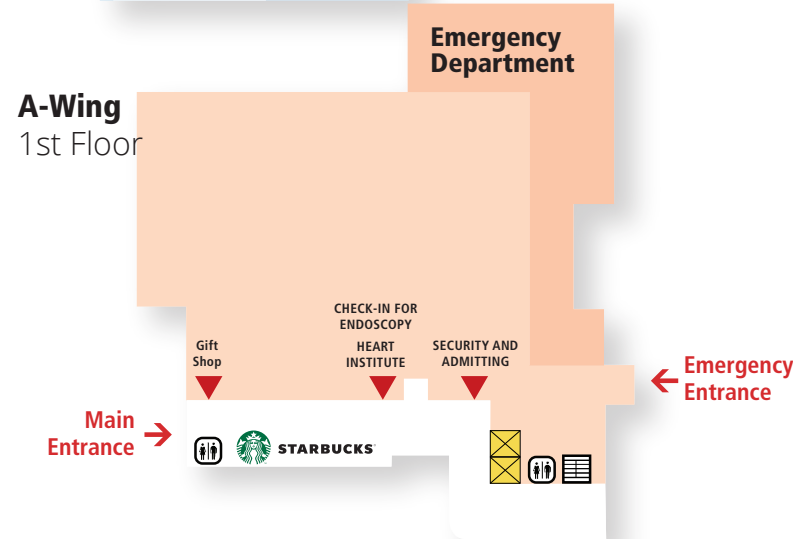 Emergency
Department
A-Wing
1st Floor
CHECK-IN FOR
ENDOSCOPY
Gift
Shop
HEART
INSTITUTE
SECURITY AND
ADMITTING
Emergency
Entrance
Main
Entrance
STARBUCKS